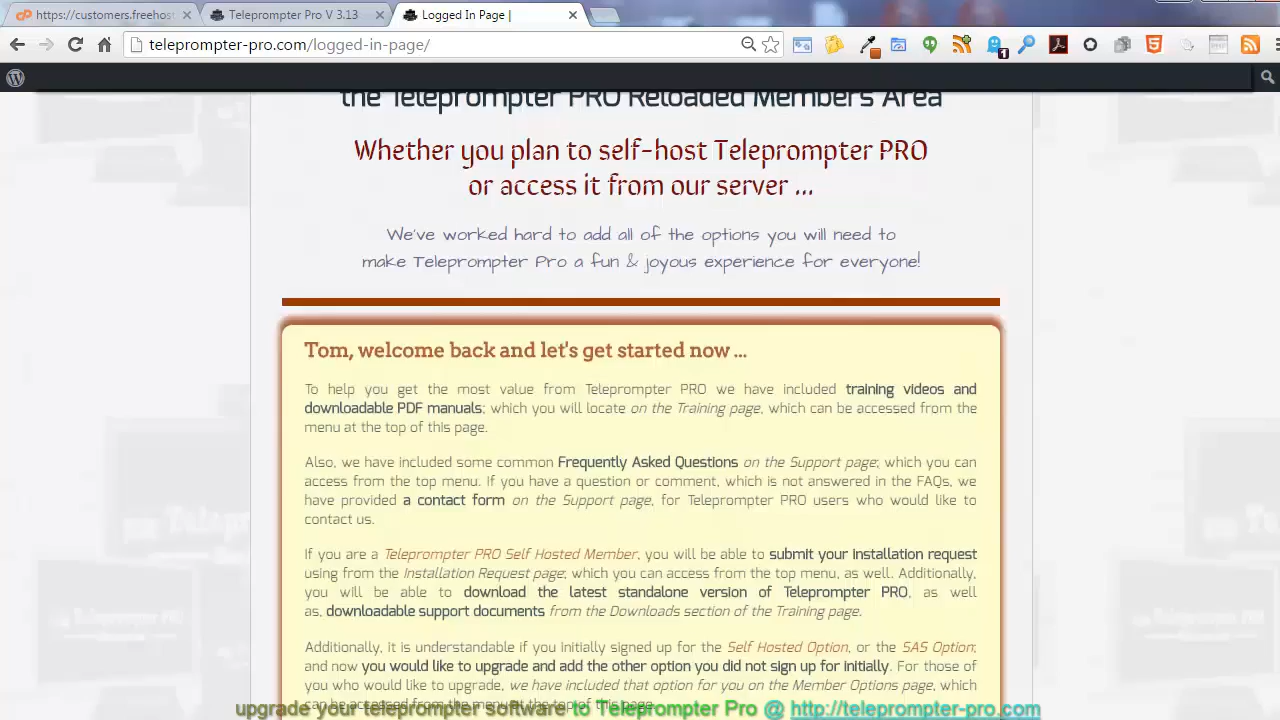 https://customers.freehos
Teleprompter Pro V 3.13
Logged In Page |
teleprompter-pro.com/logged-in-page/
1
the Teleprompter PRO Reloaded Members Area
Whether you plan to self-host Teleprompter PRO
or access it from our server ...
We've worked hard to add all of the options you will need to
make Teleprompter Pro a fun & joyous experience for everyone!
Tom, welcome back and let's get started now ...
To help you get the most value from Teleprompter PRO we have included training videos and
downloadable PDF manuals; which you will locate on the Training page, which can be accessed from the
menu at the top of this page.
Also, we have included some common Frequently Asked Questions on the Support page; which you can
access from the top menu. If you have a question or comment, which is not answered in the FAQs, we
have provided a contact form on the Support page, for Teleprompter PRO users who would like to
contact us.
If you are a Teleprompter PRO Self Hosted Member, you will be able to submit your installation request
using from the Installation Request page; which you can access from the top menu, as well. Additionally,
you will be able to download the latest standalone version of Teleprompter PRO, as well
as, downloadable support documents from the Downloads section of the Training page.
Additionally, it is understandable if you initially signed up for the Self Hosted Option, or the SAS Option;
and now you would like to upgrade and add the other option you did not sign up for initially. For those of
you who would like to upgrade, we have included that option for you on the Member Options page, which
can be accessed from the menu at the top of this page.
upgrade your teleprompter software to Teleprompter Pro @ http://teleprompter-pro.com